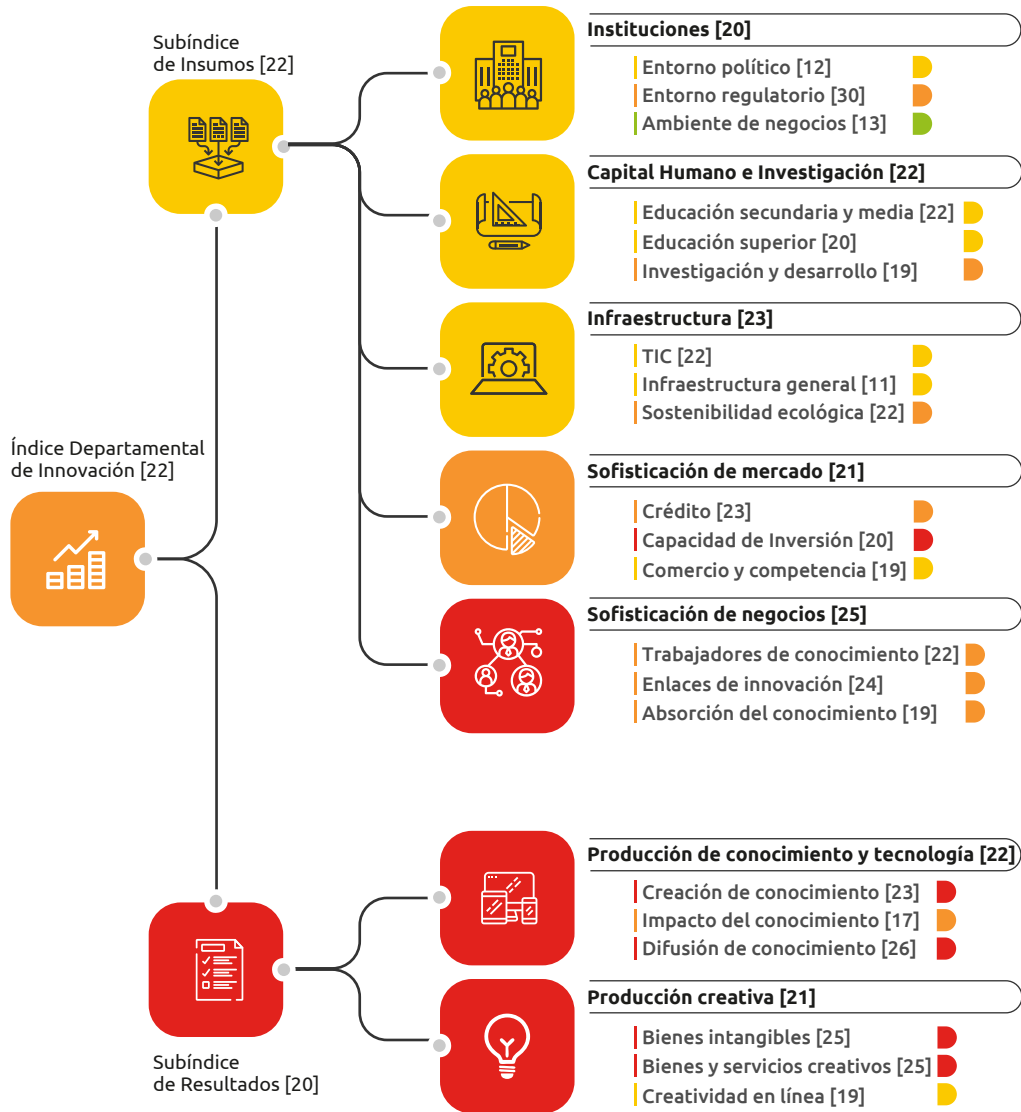 Subíndice
de Insumos [22]
Instituciones [20]
Entorno político [12]
Entorno regulatorio [30]
Ambiente de negocios [13]
Capital Humano e Investigación [22]
Educación secundaria y media [22]
Educación superior [20]
Investigación y desarrollo [19]
Infraestructura [23]
TIC [22]
Infraestructura general [11]
Sostenibilidad ecológica [22]
Índice Departamental
de Innovación [22]
Sofisticación de mercado [21]
Crédito [23]
Capacidad de Inversión [20]
Comercio y competencia [19]
Sofisticación de negocios [25]
Trabajadores de conocimiento [22]
Enlaces de innovación [24]
Absorción del conocimiento [19]
Producción de conocimiento y tecnología [22]
Creación de conocimiento [23]
Impacto del conocimiento [17]
Difusión de conocimiento [26]
Producción creativa [21]
Bienes intangibles [25]
Bienes y servicios creativos [25]
Creatividad en línea [19]
Subíndice
de Resultados [20]